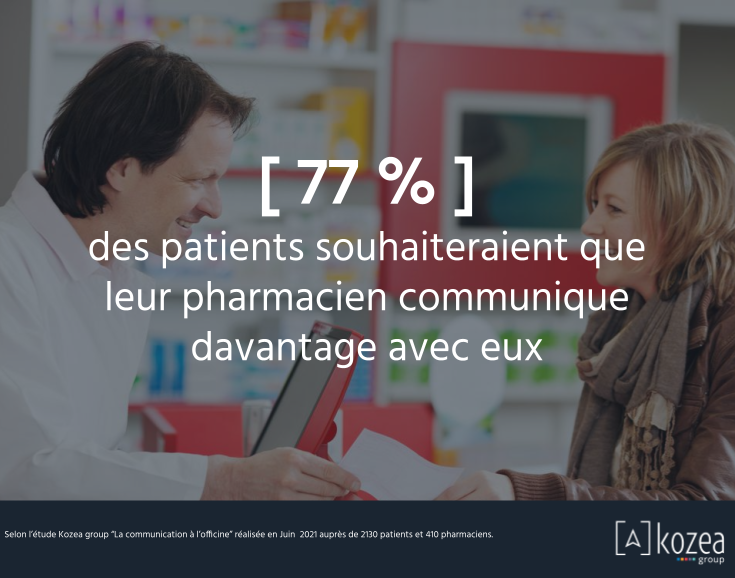 [ 77 % ]
des patients souhaiteraient que
leur pharmacien communique
davantage avec eux
Selon l'étude Kozea group "La communication à l'officine" réalisée en Juin 2021 auprès de 2130 patients et 410 pharmaciens.
[A] kozea
group